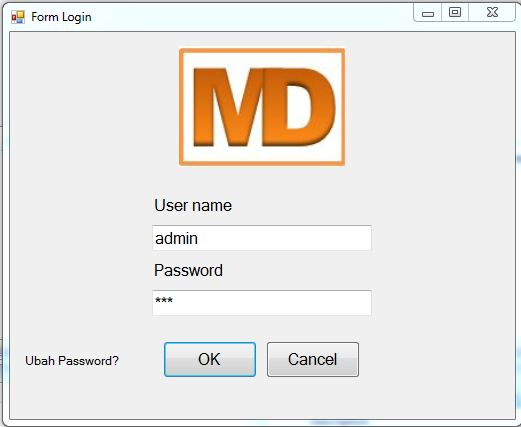 Form Login
MD
User name
admin
Password
***
Ubah Password?
OK
Cancel